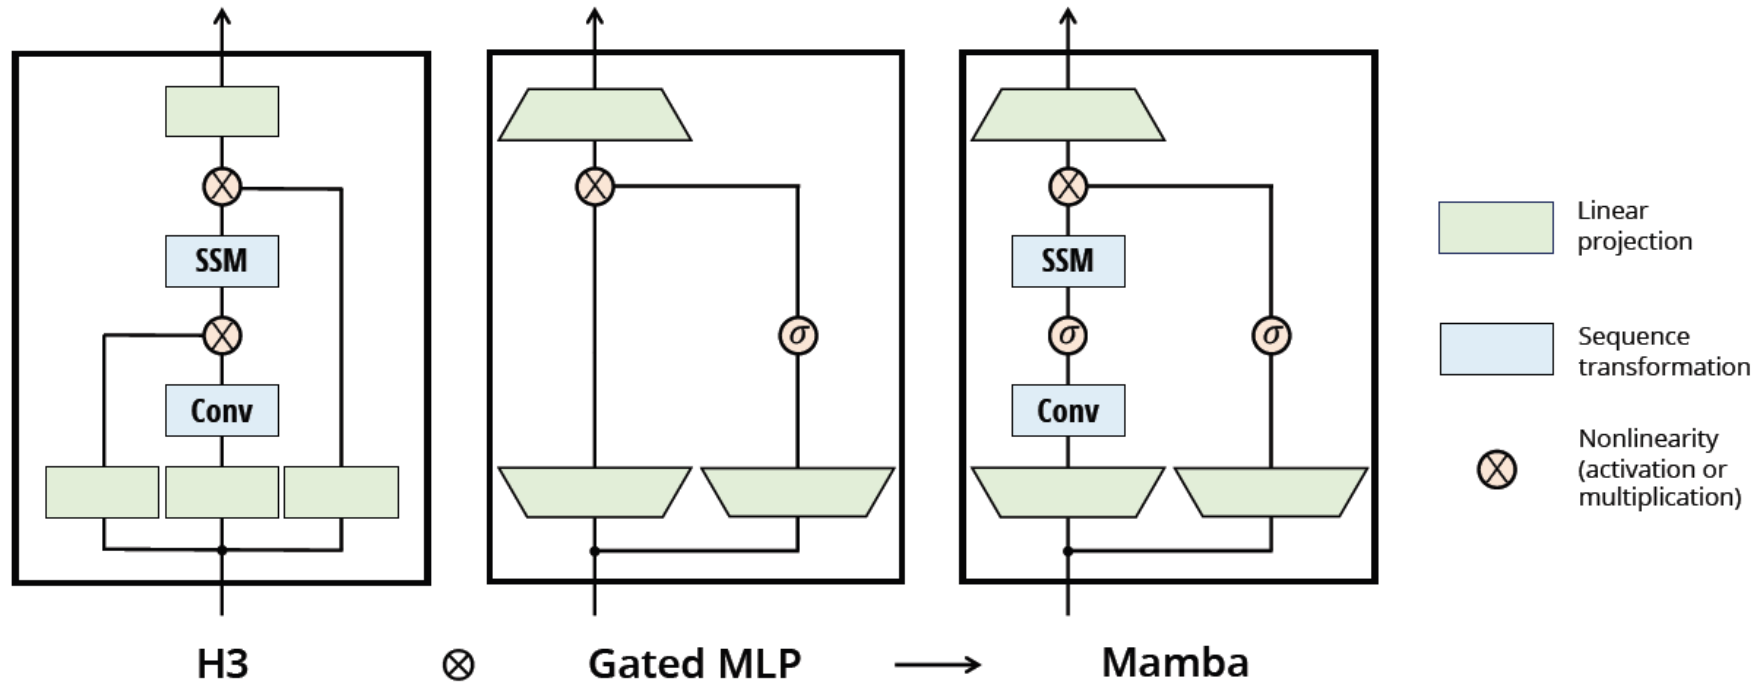 SSM
Conv
σ
SSM
σ
Conv
σ
Linear
projection
Sequence
transformation
Nonlinearity
(activation or
multiplication)
H3 ⊗ Gated MLP → Mamba